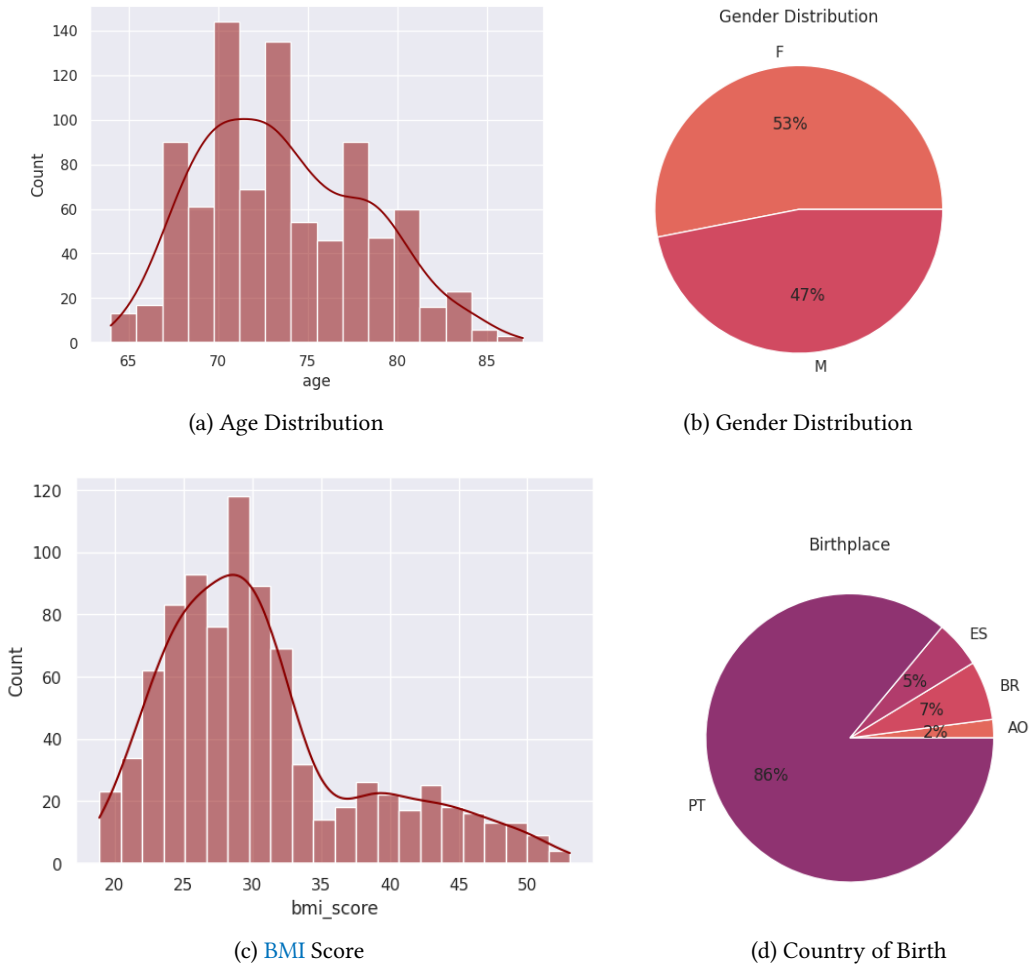 140
120
100
80
60
40
20
0
Count
65 70 75 80 85
age
(a) Age Distribution
Gender Distribution
F
53%
47%
M
(b) Gender Distribution
120
100
80
60
40
20
0
Count
20 25 30 35 40 45 50
bmi_score
(c) BMI Score
Birthplace
ES
5%
BR
7%
AO
2%
86%
PT
(d) Country of Birth